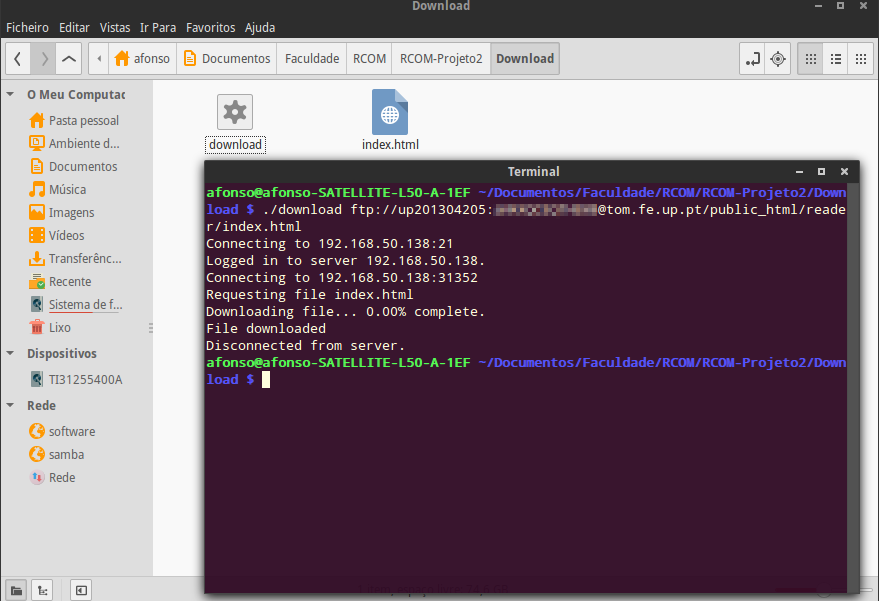 Download
Ficheiro Editar Vistas Ir Para Favoritos Ajuda
afonso Documentos Faculdade RCOM RCOM-Projeto2 Download
O Meu Computac
Pasta pessoal
Ambiente d...
Documentos
Música
Imagens
Vídeos
Transferênc...
Recente
Sistema de f...
Lixo
Dispositivos
TI31255400A
Rede
software
samba
Rede
download
index.html
Terminal
afonso@afonso-SATELLITE-L50-A-1EF ~/Documentos/Faculdade/RCOM/RCOM-Projeto2/Down
load $ ./download ftp://up201304205:@tom.fe.up.pt/public_html/reade
r/index.html
Connecting to 192.168.50.138:21
Logged in to server 192.168.50.138.
Connecting to 192.168.50.138:31352
Requesting file index.html
Downloading file... 0.00% complete.
File downloaded
Disconnected from server.
afonso@afonso-SATELLITE-L50-A-1EF ~/Documentos/Faculdade/RCOM/RCOM-Projeto2/Down
load $